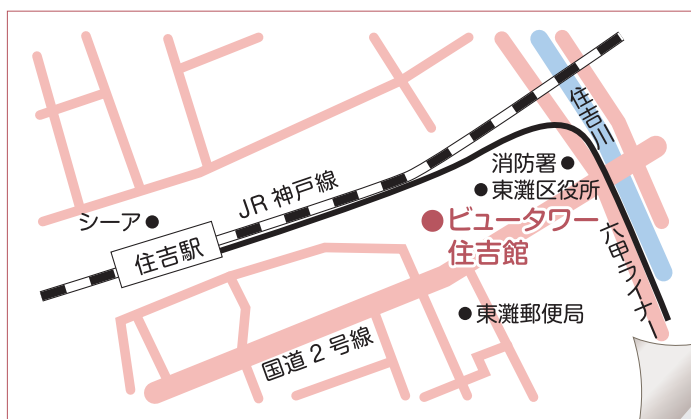 住吉川
消防署
東灘区役所
JR 神戸線
シーア
ビュータワー
住吉館
住吉駅
六甲ライナー
東灘郵便局
国道2号線